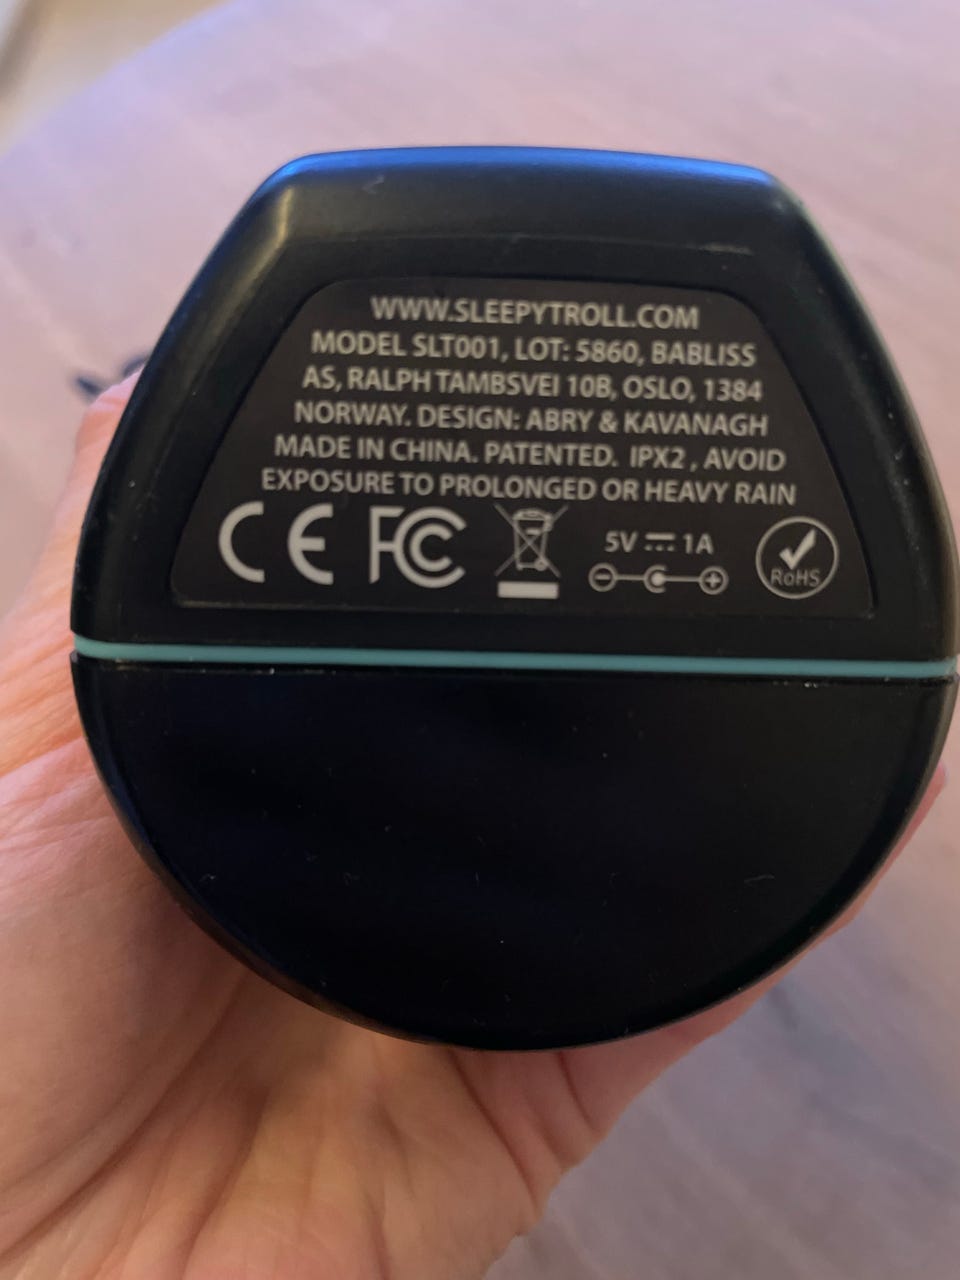 WWW.SLEEPYTROLL.COM
MODEL SLT001, LOT: 5860, BABLISS
AS, RALPH TAMBSVEI 10B, OSLO, 1384
NORWAY. DESIGN: ABRY & KAVANAGH
MADE IN CHINA. PATENTED. IPX2 , AVOID
EXPOSURE TO PROLONGED OR HEAVY RAIN
CE FC 5V ⎓ 1A RoHS